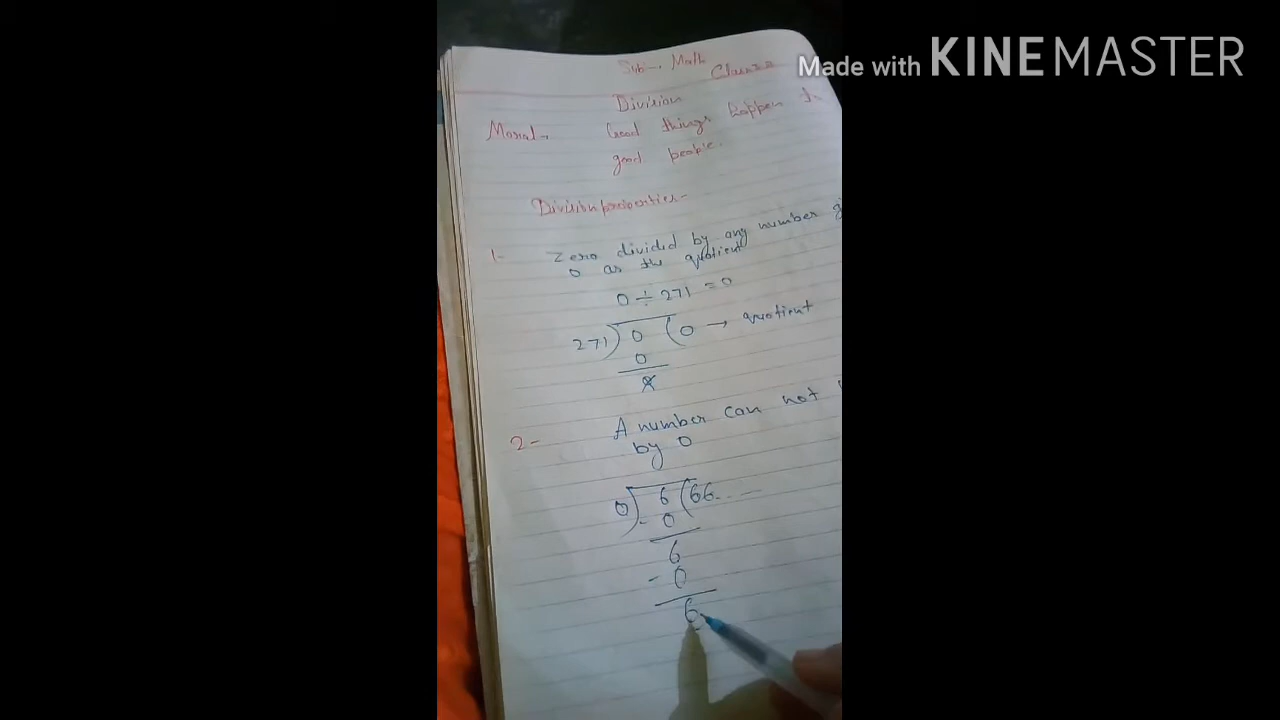 Made with KINEMASTER
Sub-. Math
Division
Moral- Good things happen to
good people.
Division properties-
1- Zero divided by any number
0 as the quotient
0 ÷ 271 = 0
271) 0 (0 → quotient
0
0
2- A number can not
by 0
0) 6 (66..—
- 0
6
- 0
6